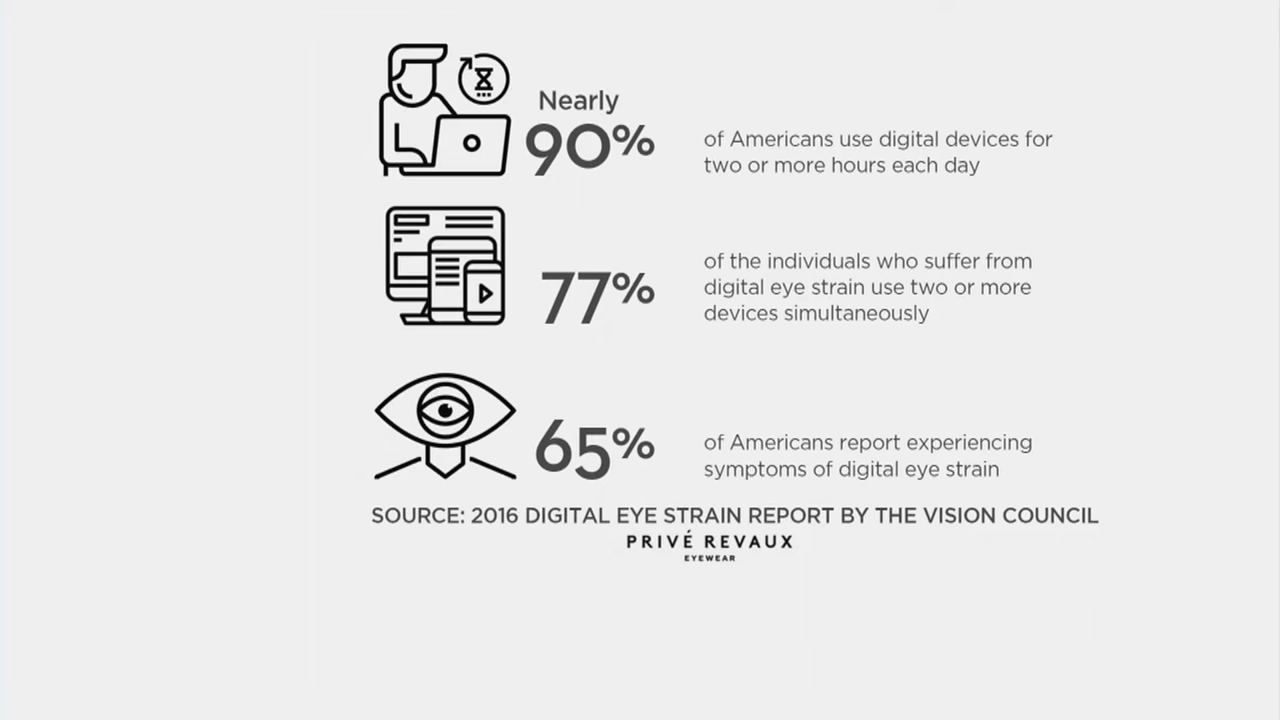 Nearly
90%
of Americans use digital devices for
two or more hours each day
77%
of the individuals who suffer from
digital eye strain use two or more
devices simultaneously
65%
of Americans report experiencing
symptoms of digital eye strain
SOURCE: 2016 DIGITAL EYE STRAIN REPORT BY THE VISION COUNCIL
PRIVÉ REVAUX
EYEWEAR